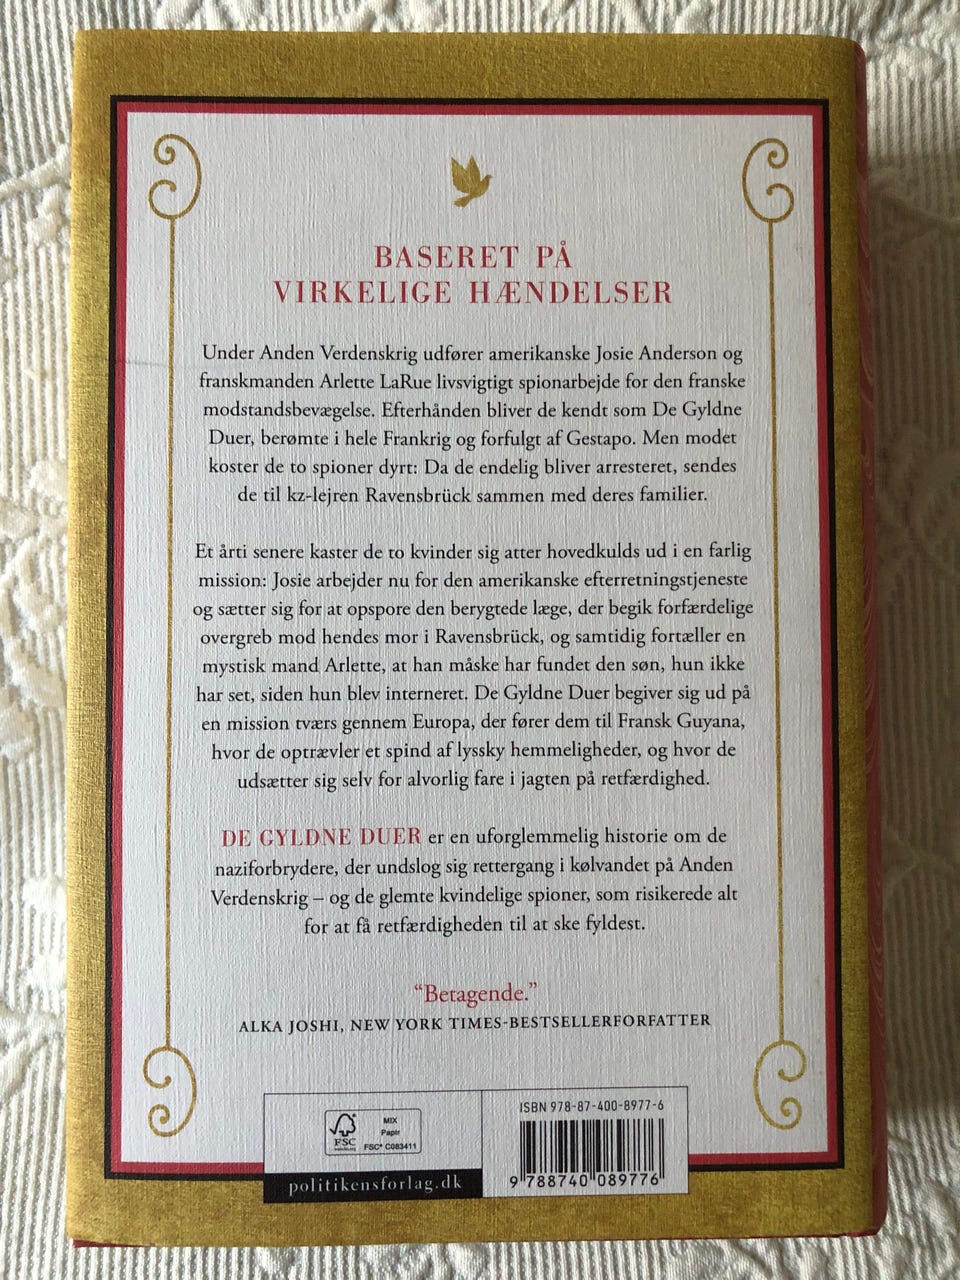 BASERET PÅ
VIRKELIGE HÆNDELSER
Under Anden Verdenskrig udfører amerikanske Josie Anderson og
franskmanden Arlette LaRue livsvigtigt spionarbejde for den franske
modstandsbevægelse. Efterhånden bliver de kendt som De Gyldne
Duer, berømte i hele Frankrig og forfulgt af Gestapo. Men modet
koster de to spioner dyrt: Da de endelig bliver arresteret, sendes
de til kz-lejren Ravensbrück sammen med deres familier.
Et årti senere kaster de to kvinder sig atter hovedkulds ud i en farlig
mission: Josie arbejder nu for den amerikanske efterretningstjeneste
og sætter sig for at opspore den berygtede læge, der begik forfærdelige
overgreb mod hendes mor i Ravensbrück, og samtidig fortæller en
mystisk mand Arlette, at han måske har fundet den søn, hun ikke
har set, siden hun blev interneret. De Gyldne Duer begiver sig ud på
en mission tværs gennem Europa, der fører dem til Fransk Guyana,
hvor de optrævler et spind af lyssky hemmeligheder, og hvor de
udsætter sig selv for alvorlig fare i jagten på retfærdighed.
DE GYLDNE DUER er en uforglemmelig historie om de
naziforbrydere, der undslog sig rettergang i kølvandet på Anden
Verdenskrig – og de glemte kvindelige spioner, som risikerede alt
for at få retfærdigheden til at ske fyldest.
“Betagende.”
ALKA JOSHI, NEW YORK TIMES-BESTSELLERFORFATTER
ISBN 978-87-400-8977-6
FSC
MIX
Papir
FSC® C083411
politikensforlag.dk
9 788740 089776